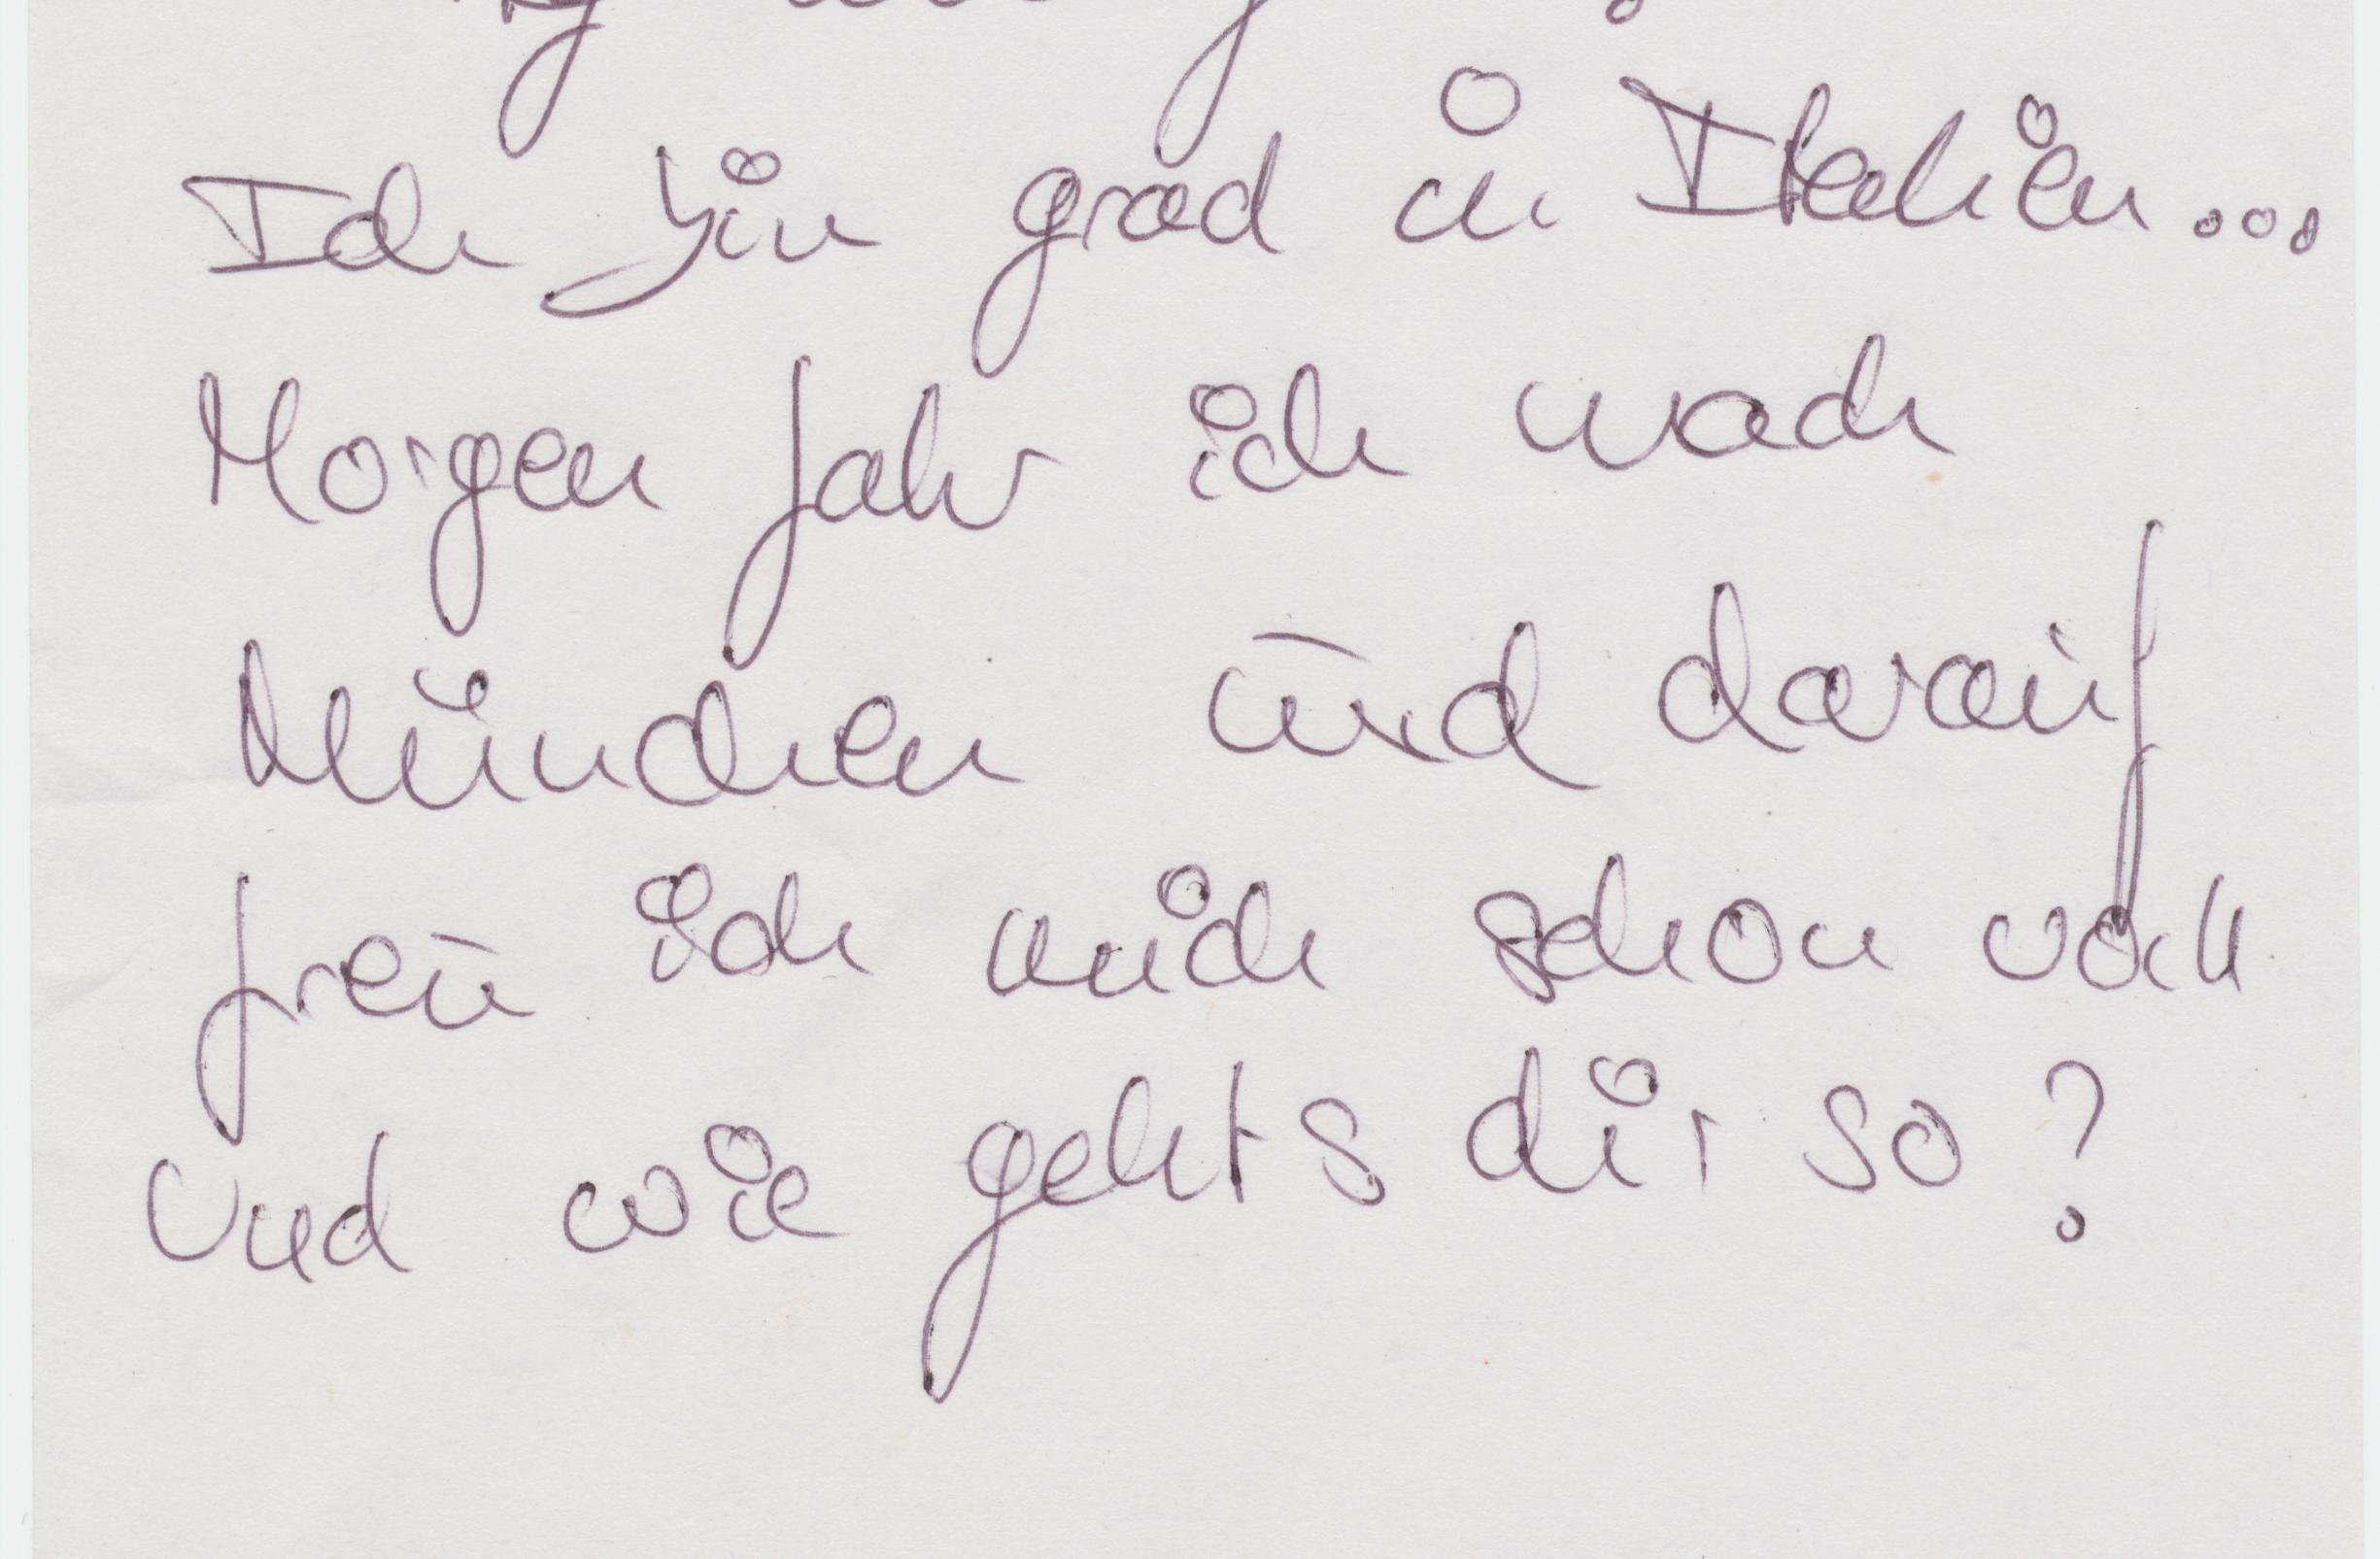 Ich bin grad in Italien...
Morgen fahr ich nach
München und darauf
freu ich mich schon voll
Und wie gehts dir so?